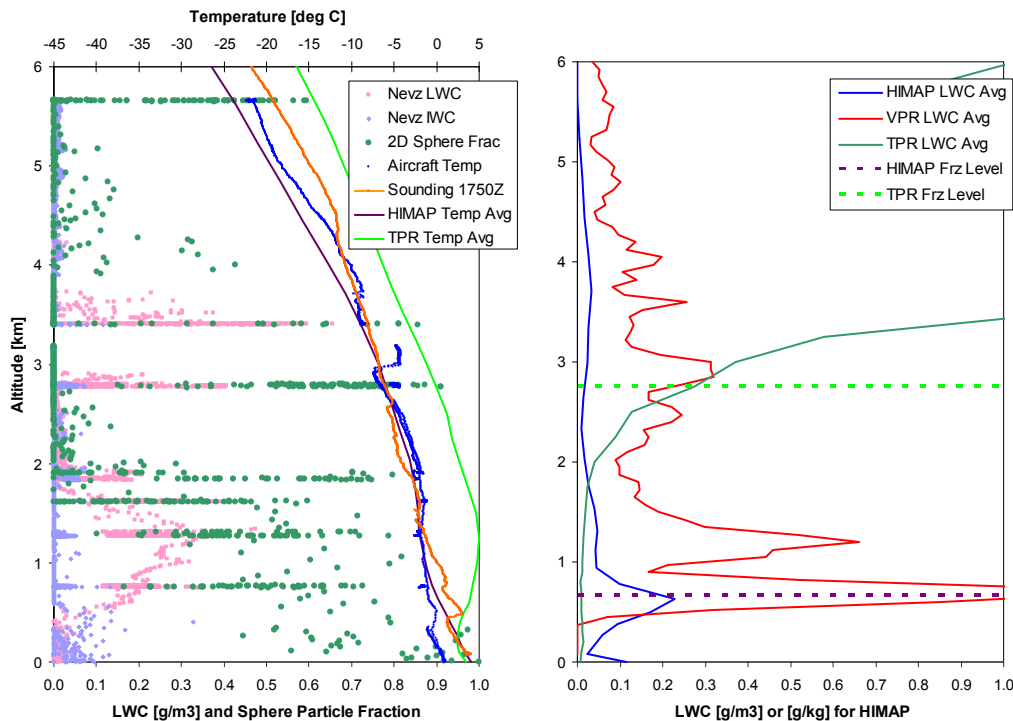 Temperature [deg C]
-45 -40 -35 -30 -25 -20 -15 -10 -5 0 5
6
5
4
3
2
1
0
Altitude [km]
Nevz LWC
Nevz IWC
2D Sphere Frac
Aircraft Temp
Sounding 1750Z
HIMAP Temp Avg
TPR Temp Avg
0.0 0.1 0.2 0.3 0.4 0.5 0.6 0.7 0.8 0.9 1.0
LWC [g/m3] and Sphere Particle Fraction
6
5
4
3
2
1
0
HIMAP LWC Avg
VPR LWC Avg
TPR LWC Avg
HIMAP Frz Level
TPR Frz Level
0.0 0.1 0.2 0.3 0.4 0.5 0.6 0.7 0.8 0.9 1.0
LWC [g/m3] or [g/kg] for HIMAP